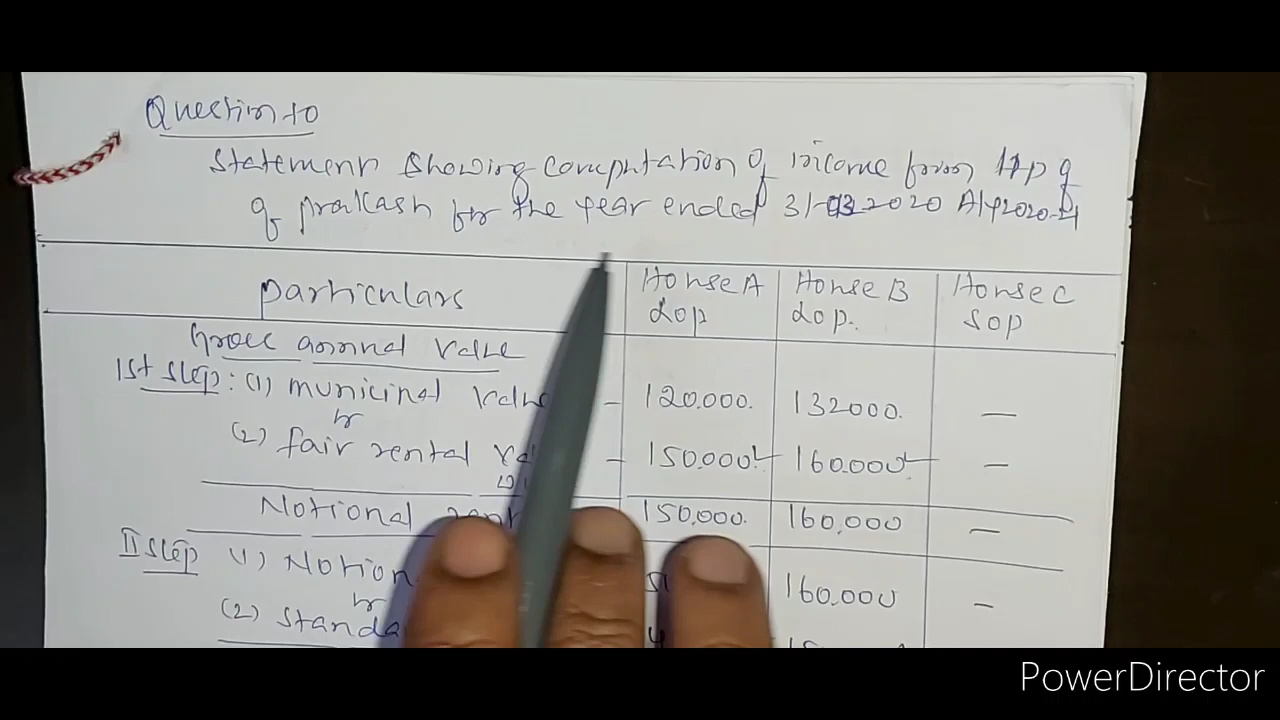 Question 10
Statement Showing computation of income from H.p of
of prakash for the year ended 31-03-2020 A/y 2020-21
particulars House A Lop House B Lop. House C Sop
Gross annual value
Ist step: (1) municipal Value - 120.000. 132000. —
or
(2) fair rental - 150.000 160.000 —
Notional 150,000. 160,000 —
II step (1) Notion 160.000 —
or
(2) Standa
PowerDirector